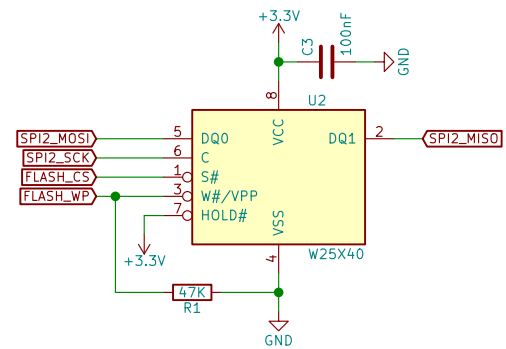 +3.3V
C3
100nF
GND
8
U2
VCC
SPI2_MOSI
5
DQ0
DQ1
2
SPI2_MISO
SPI2_SCK
6
C
FLASH_CS
1
S#
FLASH_WP
3
W#/VPP
7
HOLD#
VSS
+3.3V
4
W25X40
47K
R1
GND